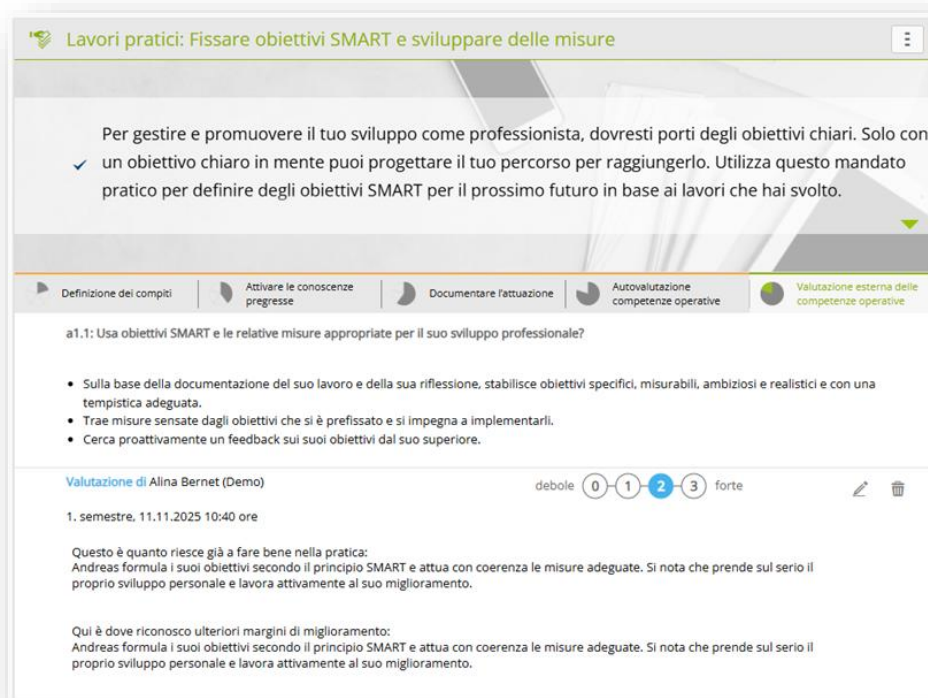 Lavori pratici: Fissare obiettivi SMART e sviluppare delle misure
Per gestire e promuovere il tuo sviluppo come professionista, dovresti porti degli obiettivi chiari. Solo con
un obiettivo chiaro in mente puoi progettare il tuo percorso per raggiungerlo. Utilizza questo mandato
pratico per definire degli obiettivi SMART per il prossimo futuro in base ai lavori che hai svolto.
Definizione dei compiti
Attivare le conoscenze
pregresse
Documentare l'attuazione
Autovalutazione
competenze operative
Valutazione esterna delle
competenze operative
a1.1: Usa obiettivi SMART e le relative misure appropriate per il suo sviluppo professionale?
• Sulla base della documentazione del suo lavoro e della sua riflessione, stabilisce obiettivi specifici, misurabili, ambiziosi e realistici e con una
tempistica adeguata.
• Trae misure sensate dagli obiettivi che si è prefissato e si impegna a implementarli.
• Cerca proattivamente un feedback sui suoi obiettivi dal suo superiore.
Valutazione di Alina Bernet (Demo)
debole 0 1 2 3 forte
1. semestre, 11.11.2025 10:40 ore
Questo è quanto riesce già a fare bene nella pratica:
Andreas formula i suoi obiettivi secondo il principio SMART e attua con coerenza le misure adeguate. Si nota che prende sul serio il
proprio sviluppo personale e lavora attivamente al suo miglioramento.
Qui è dove riconosco ulteriori margini di miglioramento:
Andreas formula i suoi obiettivi secondo il principio SMART e attua con coerenza le misure adeguate. Si nota che prende sul serio il
proprio sviluppo personale e lavora attivamente al suo miglioramento.